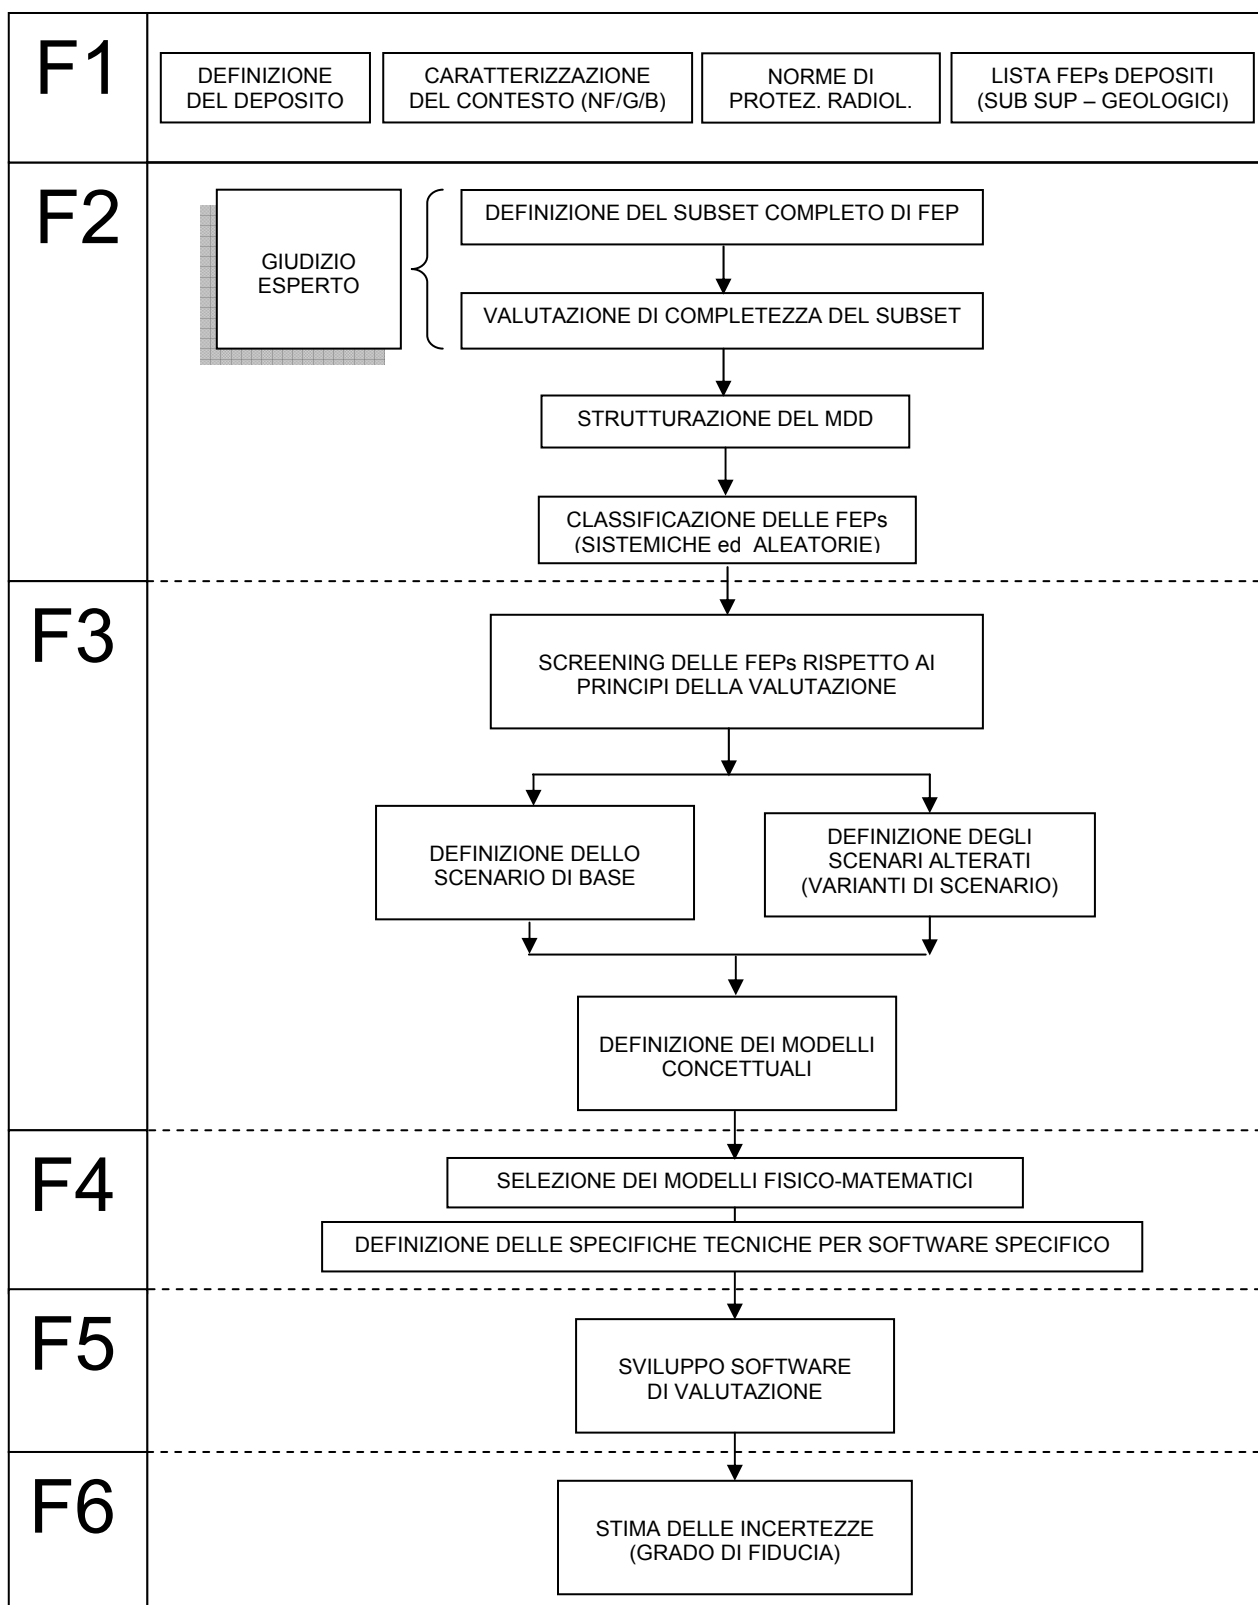 F1
DEFINIZIONE
DEL DEPOSITO
CARATTERIZZAZIONE
DEL CONTESTO (NF/G/B)
NORME DI
PROTEZ. RADIOL.
LISTA FEPs DEPOSITI
(SUB SUP – GEOLOGICI)
F2
GIUDIZIO
ESPERTO
DEFINIZIONE DEL SUBSET COMPLETO DI FEP
VALUTAZIONE DI COMPLETEZZA DEL SUBSET
STRUTTURAZIONE DEL MDD
CLASSIFICAZIONE DELLE FEPs
(SISTEMICHE ed ALEATORIE)
F3
SCREENING DELLE FEPs RISPETTO AI
PRINCIPI DELLA VALUTAZIONE
DEFINIZIONE DELLO
SCENARIO DI BASE
DEFINIZIONE DEGLI
SCENARI ALTERATI
(VARIANTI DI SCENARIO)
DEFINIZIONE DEI MODELLI
CONCETTUALI
F4
SELEZIONE DEI MODELLI FISICO-MATEMATICI
DEFINIZIONE DELLE SPECIFICHE TECNICHE PER SOFTWARE SPECIFICO
F5
SVILUPPO SOFTWARE
DI VALUTAZIONE
F6
STIMA DELLE INCERTEZZE
(GRADO DI FIDUCIA)